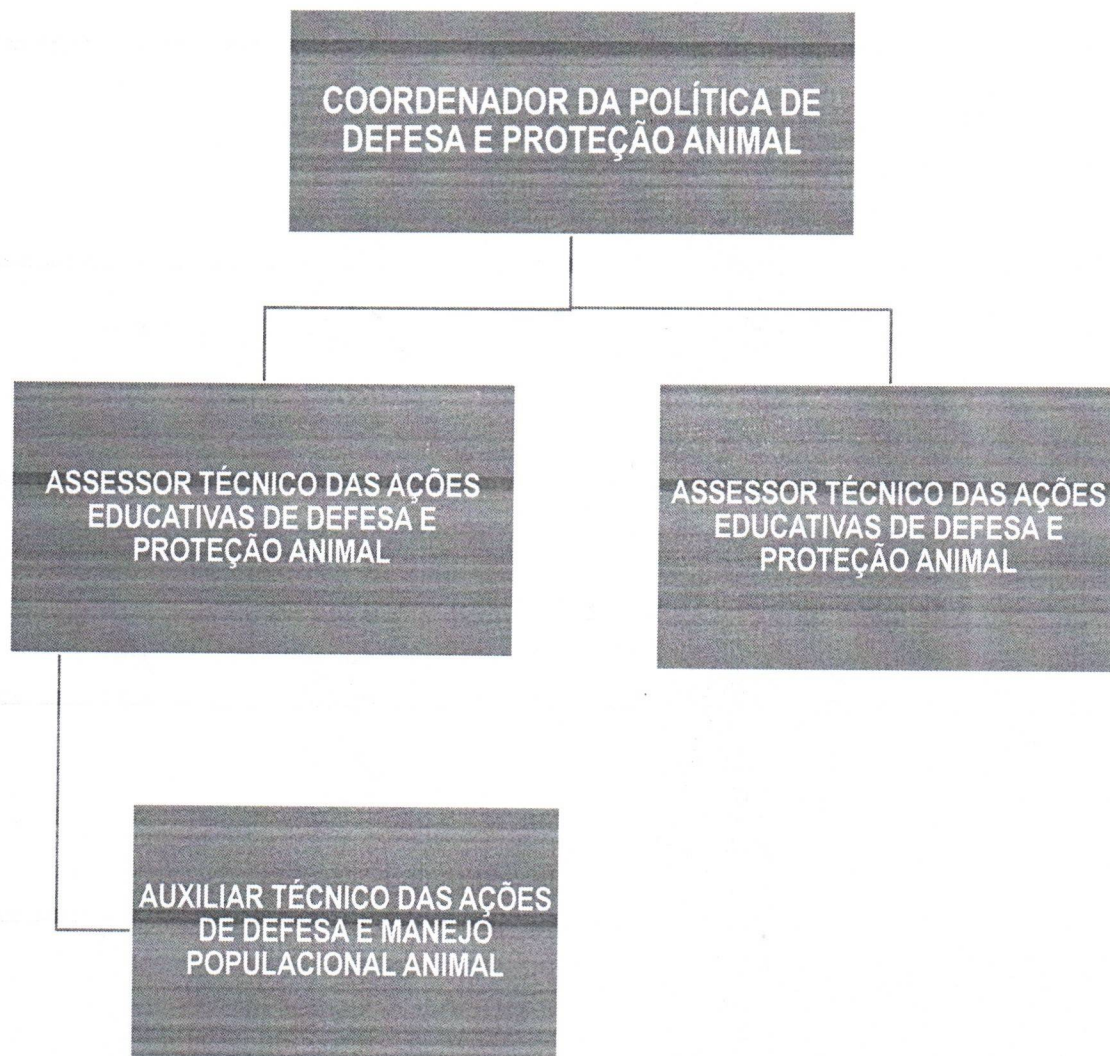 COORDENADOR DA POLÍTICA DE
DEFESA E PROTEÇÃO ANIMAL
ASSESSOR TÉCNICO DAS AÇÕES
EDUCATIVAS DE DEFESA E
PROTEÇÃO ANIMAL
ASSESSOR TÉCNICO DAS AÇÕES
EDUCATIVAS DE DEFESA E
PROTEÇÃO ANIMAL
AUXILIAR TÉCNICO DAS AÇÕES
DE DEFESA E MANEJO
POPULACIONAL ANIMAL